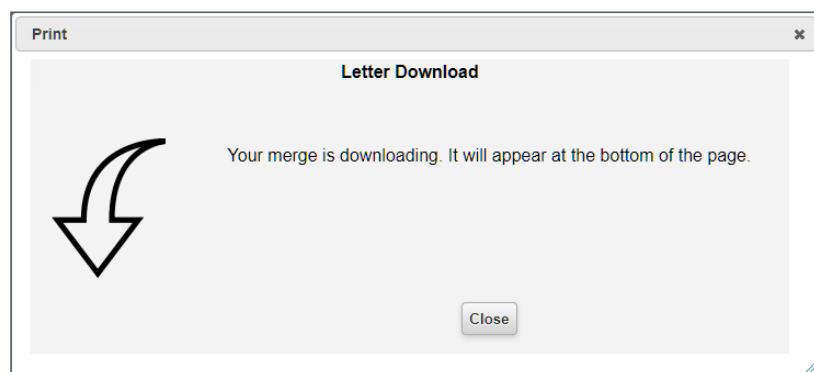 Print
Letter Download
Your merge is downloading. It will appear at the bottom of the page.
Close